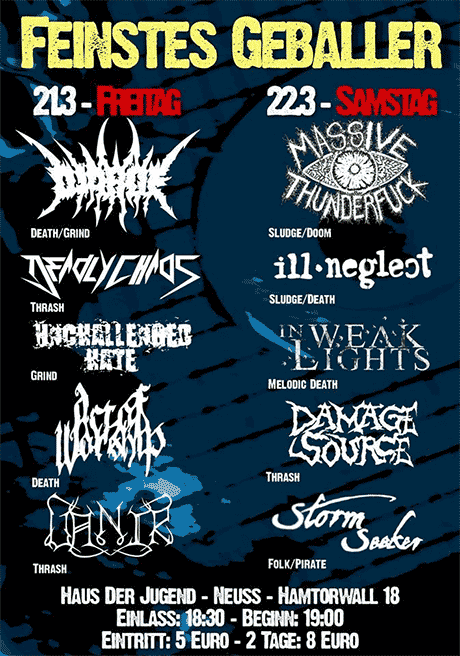 FEINSTES GEBALLER
21.3 - FREITAG
DEATH/GRIND
DEADLY CHAOS
THRASH
UNCHALLENGED
HATE
GRIND
of
Worship
DEATH
THRASH
22.3 - SAMSTAG
MASSIVE
THUNDERFUCK
SLUDGE/DOOM
ill·neglect
SLUDGE/DEATH
IN WEAK
LIGHTS
MELODIC DEATH
DAMAGE
SOURCE
THRASH
Storm
Seeker
FOLK/PIRATE
HAUS DER JUGEND - NEUSS - HAMTORWALL 18
EINLASS: 18:30 - BEGINN: 19:00
EINTRITT: 5 EURO - 2 TAGE: 8 EURO